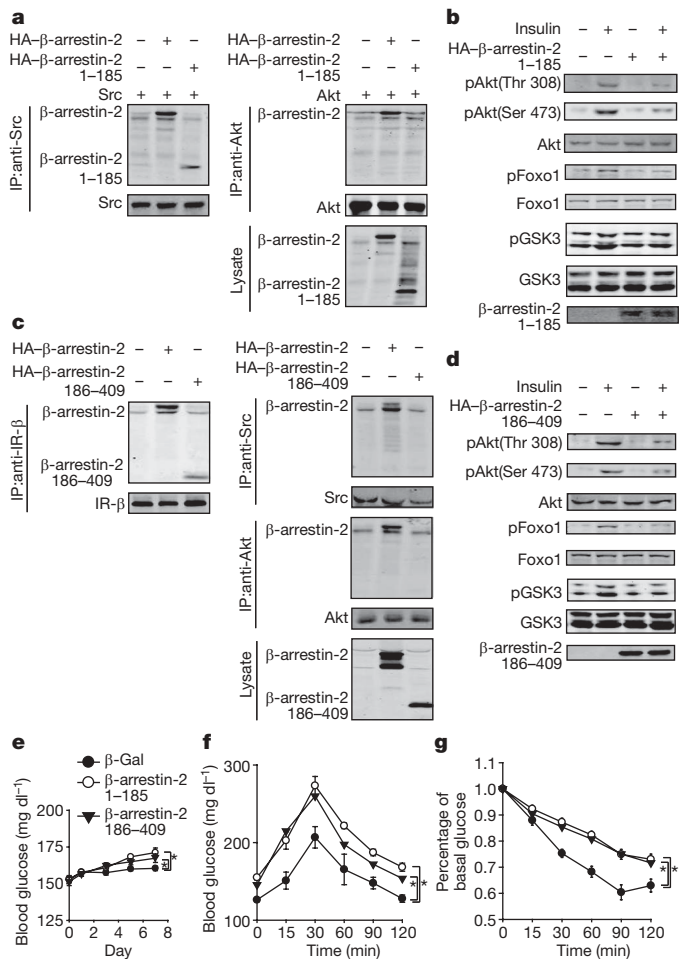 a
HA–β-arrestin-2 – + –
HA–β-arrestin-2 1–185 – – +
Src + + +
IP:anti-Src
β-arrestin-2
β-arrestin-2
1–185
Src
HA–β-arrestin-2 – + –
HA–β-arrestin-2 1–185 – – +
Akt + + +
IP:anti-Akt
β-arrestin-2
Akt
Lysate
β-arrestin-2
β-arrestin-2
1–185
b
Insulin – + – +
HA–β-arrestin-2 1–185 – – + +
pAkt(Thr 308)
pAkt(Ser 473)
Akt
pFoxo1
Foxo1
pGSK3
GSK3
β-arrestin-2
1–185
c
HA–β-arrestin-2 – + –
HA–β-arrestin-2 186–409 – – +
IP:anti-IR-β
β-arrestin-2
β-arrestin-2
186–409
IR-β
HA–β-arrestin-2 – + –
HA–β-arrestin-2 186–409 – – +
IP:anti-Src
β-arrestin-2
Src
IP:anti-Akt
β-arrestin-2
Akt
Lysate
β-arrestin-2
β-arrestin-2
186–409
d
Insulin – + – +
HA–β-arrestin-2 186–409 – – + +
pAkt(Thr 308)
pAkt(Ser 473)
Akt
pFoxo1
Foxo1
pGSK3
GSK3
β-arrestin-2
186–409
e
β-Gal
β-arrestin-2
1–185
β-arrestin-2
186–409
Blood glucose (mg dl⁻¹)
200
175
150
125
0 2 4 6 8
Day
* *
f
Blood glucose (mg dl⁻¹)
300
200
100
0 15 30 60 90 120
Time (min)
* *
g
Percentage of
basal glucose
1.1
1.0
0.9
0.8
0.7
0.6
0.5
0 15 30 60 90 120
Time (min)
* *